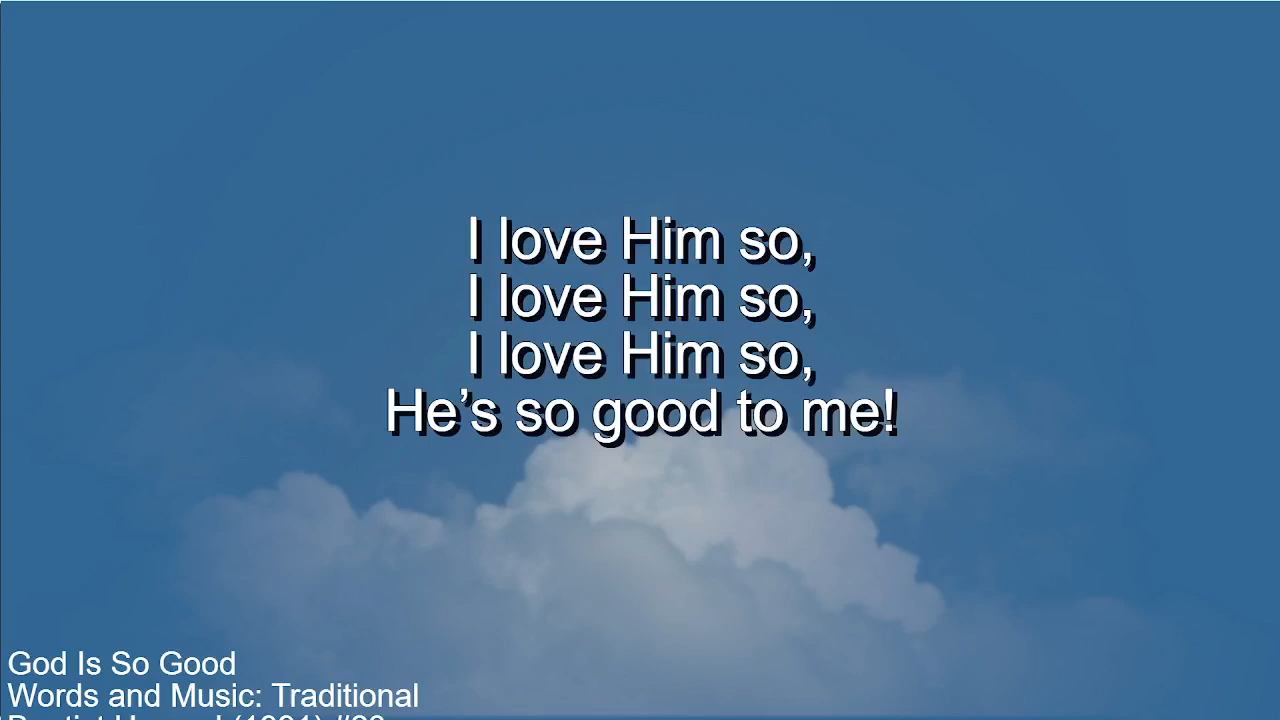 I love Him so,
I love Him so,
I love Him so,
He’s so good to me!
God Is So Good
Words and Music: Traditional